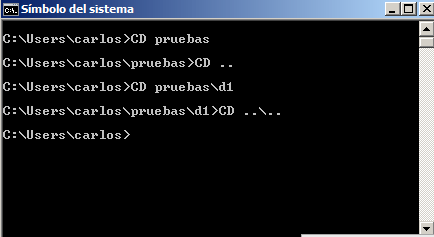 Símbolo del sistema
C:\Users\carlos>CD pruebas
C:\Users\carlos\pruebas>CD ..
C:\Users\carlos>CD pruebas\d1
C:\Users\carlos\pruebas\d1>CD ..\..
C:\Users\carlos>